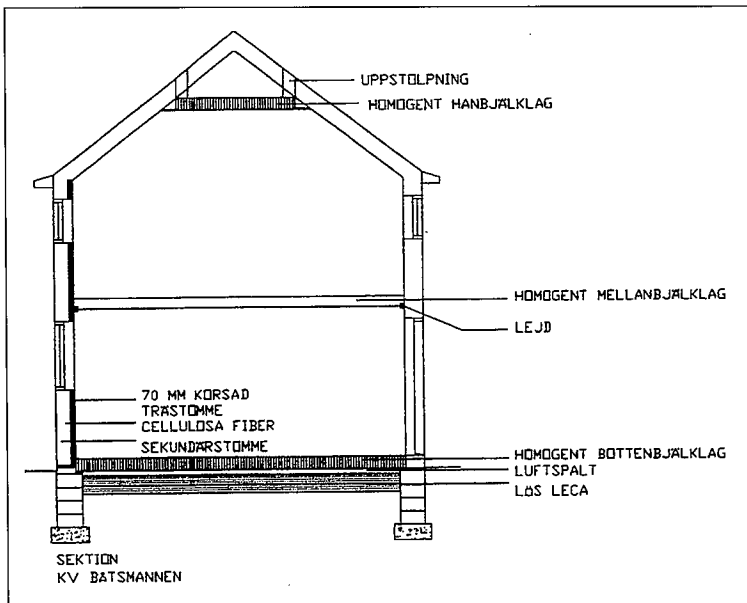 UPPSTOLPNING
HOMOGENT HANBJÄLKLAG
HOMOGENT MELLANBJÄLKLAG
LEJD
70 MM KORSAD
TRÄSTOMME
CELLULOSA FIBER
SEKUNDÄRSTOMME
HOMOGENT BOTTENBJÄLKLAG
LUFTSPALT
LÖS LECA
SEKTION
KV BÅTSMANNEN